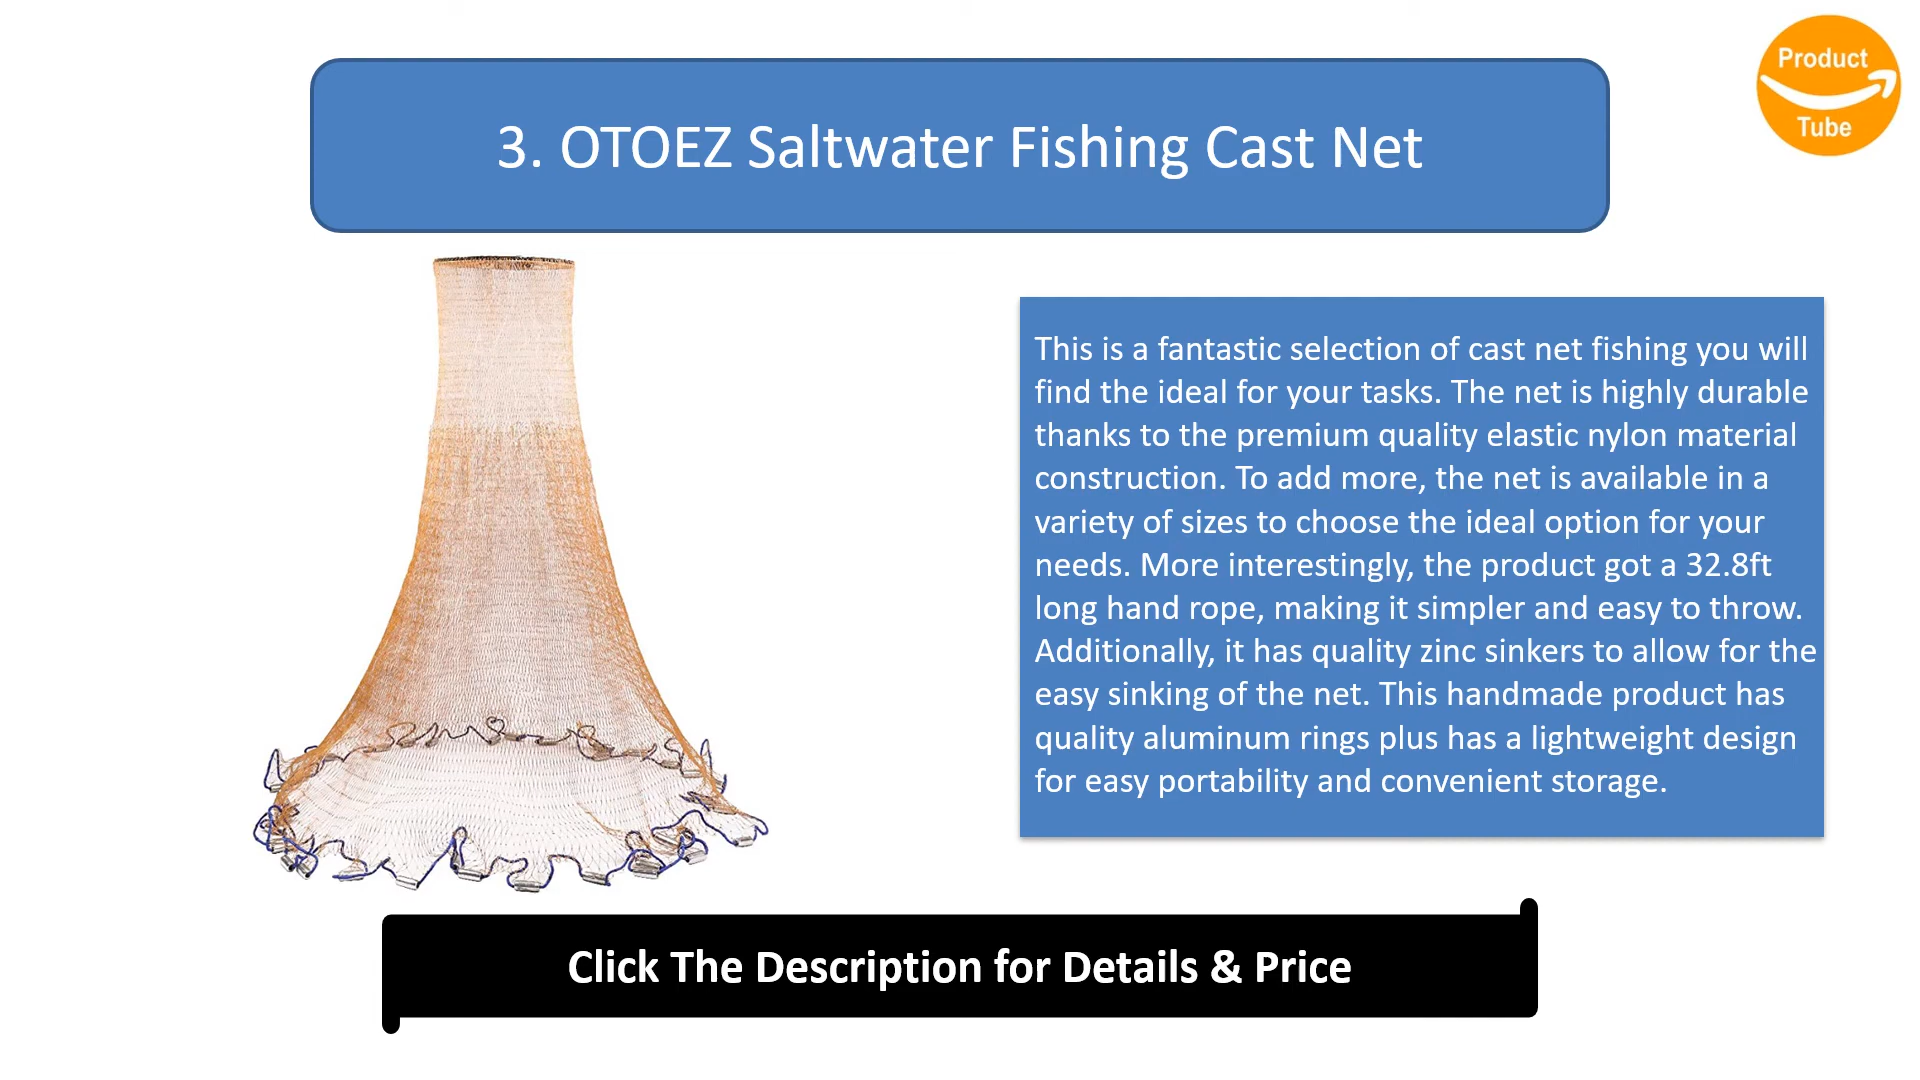 Product
Tube
3. OTOEZ Saltwater Fishing Cast Net
This is a fantastic selection of cast net fishing you will
find the ideal for your tasks. The net is highly durable
thanks to the premium quality elastic nylon material
construction. To add more, the net is available in a
variety of sizes to choose the ideal option for your
needs. More interestingly, the product got a 32.8ft
long hand rope, making it simpler and easy to throw.
Additionally, it has quality zinc sinkers to allow for the
easy sinking of the net. This handmade product has
quality aluminum rings plus has a lightweight design
for easy portability and convenient storage.
Click The Description for Details & Price